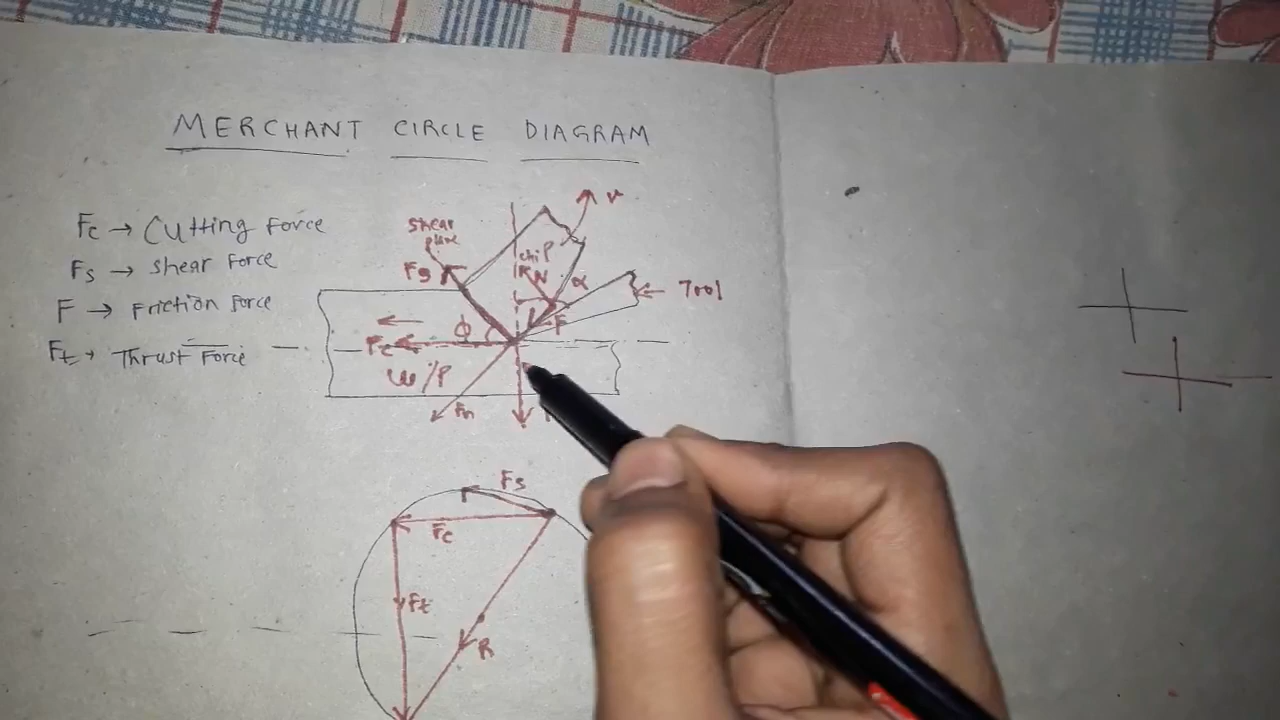 MERCHANT CIRCLE DIAGRAM
Fc → Cutting Force
Fs → Shear Force
F → Friction Force
Ft → Thrust Force
v
Shear
plane
chip
Fs
N
α
Tool
F
ϕ
Fc
W/P
Fn
Fs
Fc
Ft
R